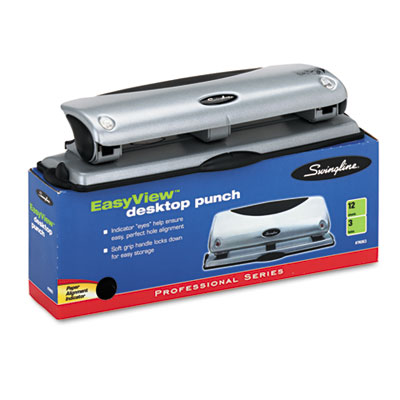 Swingline
Swingline
EasyView™
desktop punch
Indicator "eyes" help ensure
easy, perfect hole alignment
Soft grip handle locks down
for easy storage
12
3
Paper
Alignment
Indicator
PROFESSIONAL SERIES